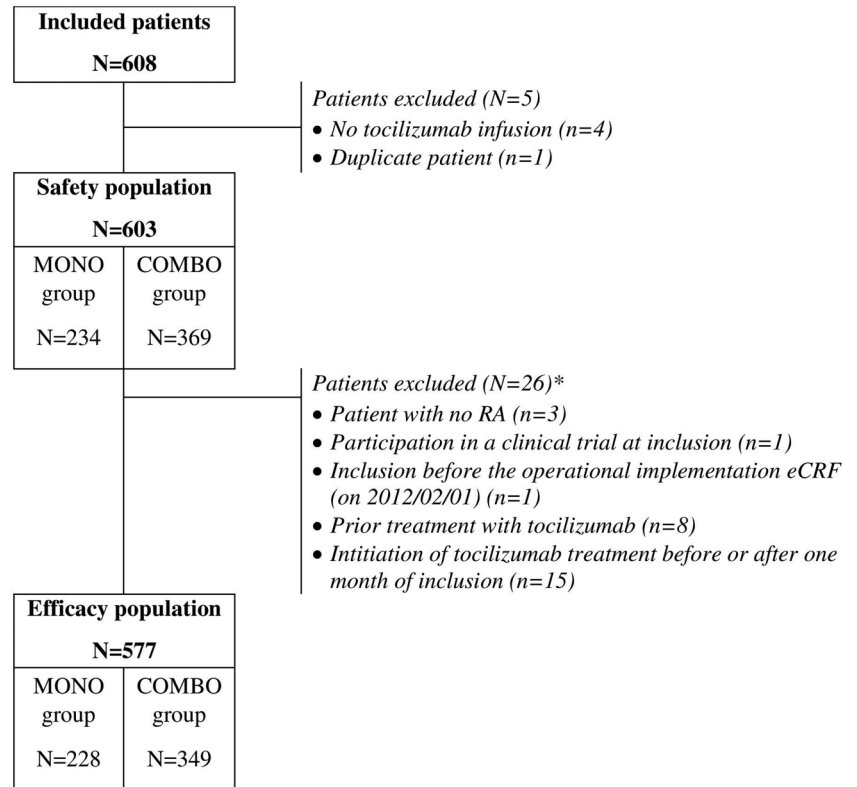 Included patients
N=608
Patients excluded (N=5)
• No tocilizumab infusion (n=4)
• Duplicate patient (n=1)
Safety population
N=603
MONO group
N=234
COMBO group
N=369
Patients excluded (N=26)*
• Patient with no RA (n=3)
• Participation in a clinical trial at inclusion (n=1)
• Inclusion before the operational implementation eCRF
(on 2012/02/01) (n=1)
• Prior treatment with tocilizumab (n=8)
• Intitiation of tocilizumab treatment before or after one
month of inclusion (n=15)
Efficacy population
N=577
MONO group
N=228
COMBO group
N=349